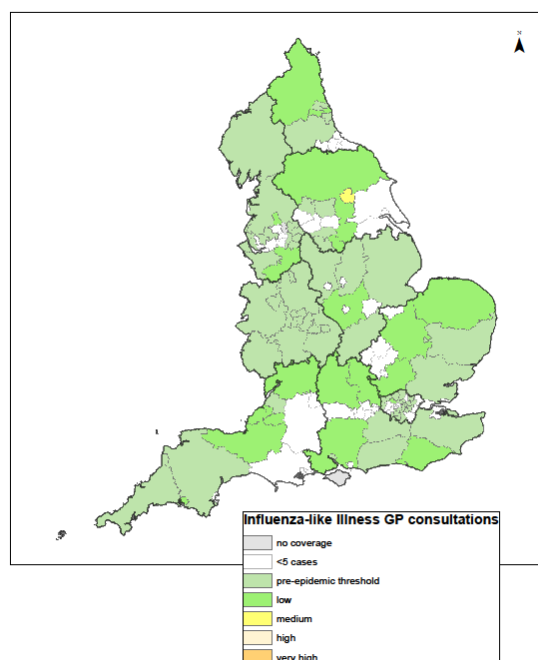 N
Influenza-like Illness GP consultations
no coverage
<5 cases
pre-epidemic threshold
low
medium
high
very high